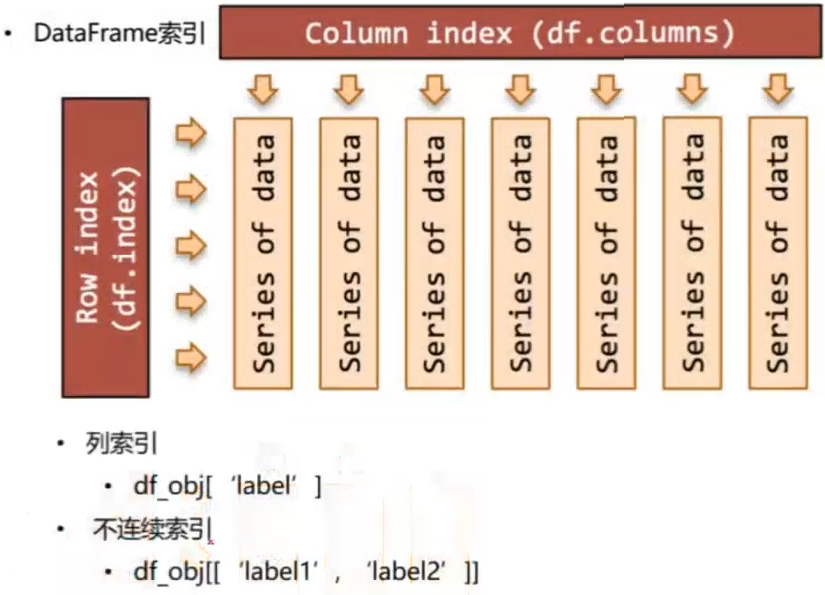 • DataFrame索引
Column index (df.columns)
Row index
(df.index)
Series of data
Series of data
Series of data
Series of data
Series of data
Series of data
Series of data
• 列索引
• df_obj[ ‘label’ ]
• 不连续索引
• df_obj[[ ‘label1’ , ‘label2’ ]]